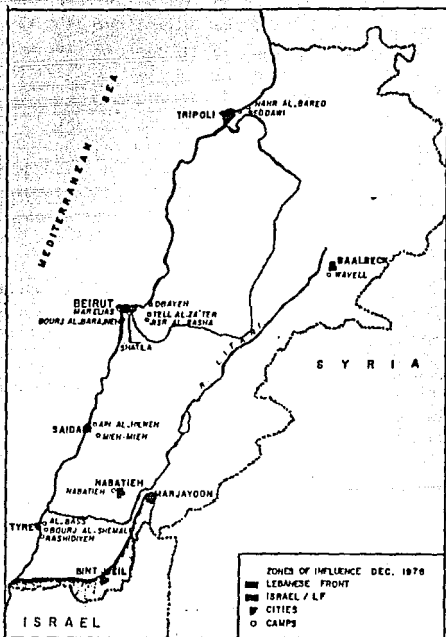 MEDITERRANEAN SEA
TRIPOLI
NAHR AL.BARED
BEDDAWI
BAALBECK
WAVELL
BEIRUT
MAR ELIAS
BOURJ AL.BARAJNEH
SHATILA
DBAYEH
TELL AL.ZA'TER
JISR AL BASHA
R. LITANI
SYRIA
SAIDA
AIN AL.HILWEH
MIEH-MIEH
NABATIEH
NABATIEH
MARJAYOON
TYRE
AL.BASS
BOURJ AL-SHEMALI
RASHIDIYEH
BINT JBEIL
ISRAEL
ZONES OF INFLUENCE DEC. 1976
LEBANESE FRONT
ISRAEL / LF
CITIES
CAMPS